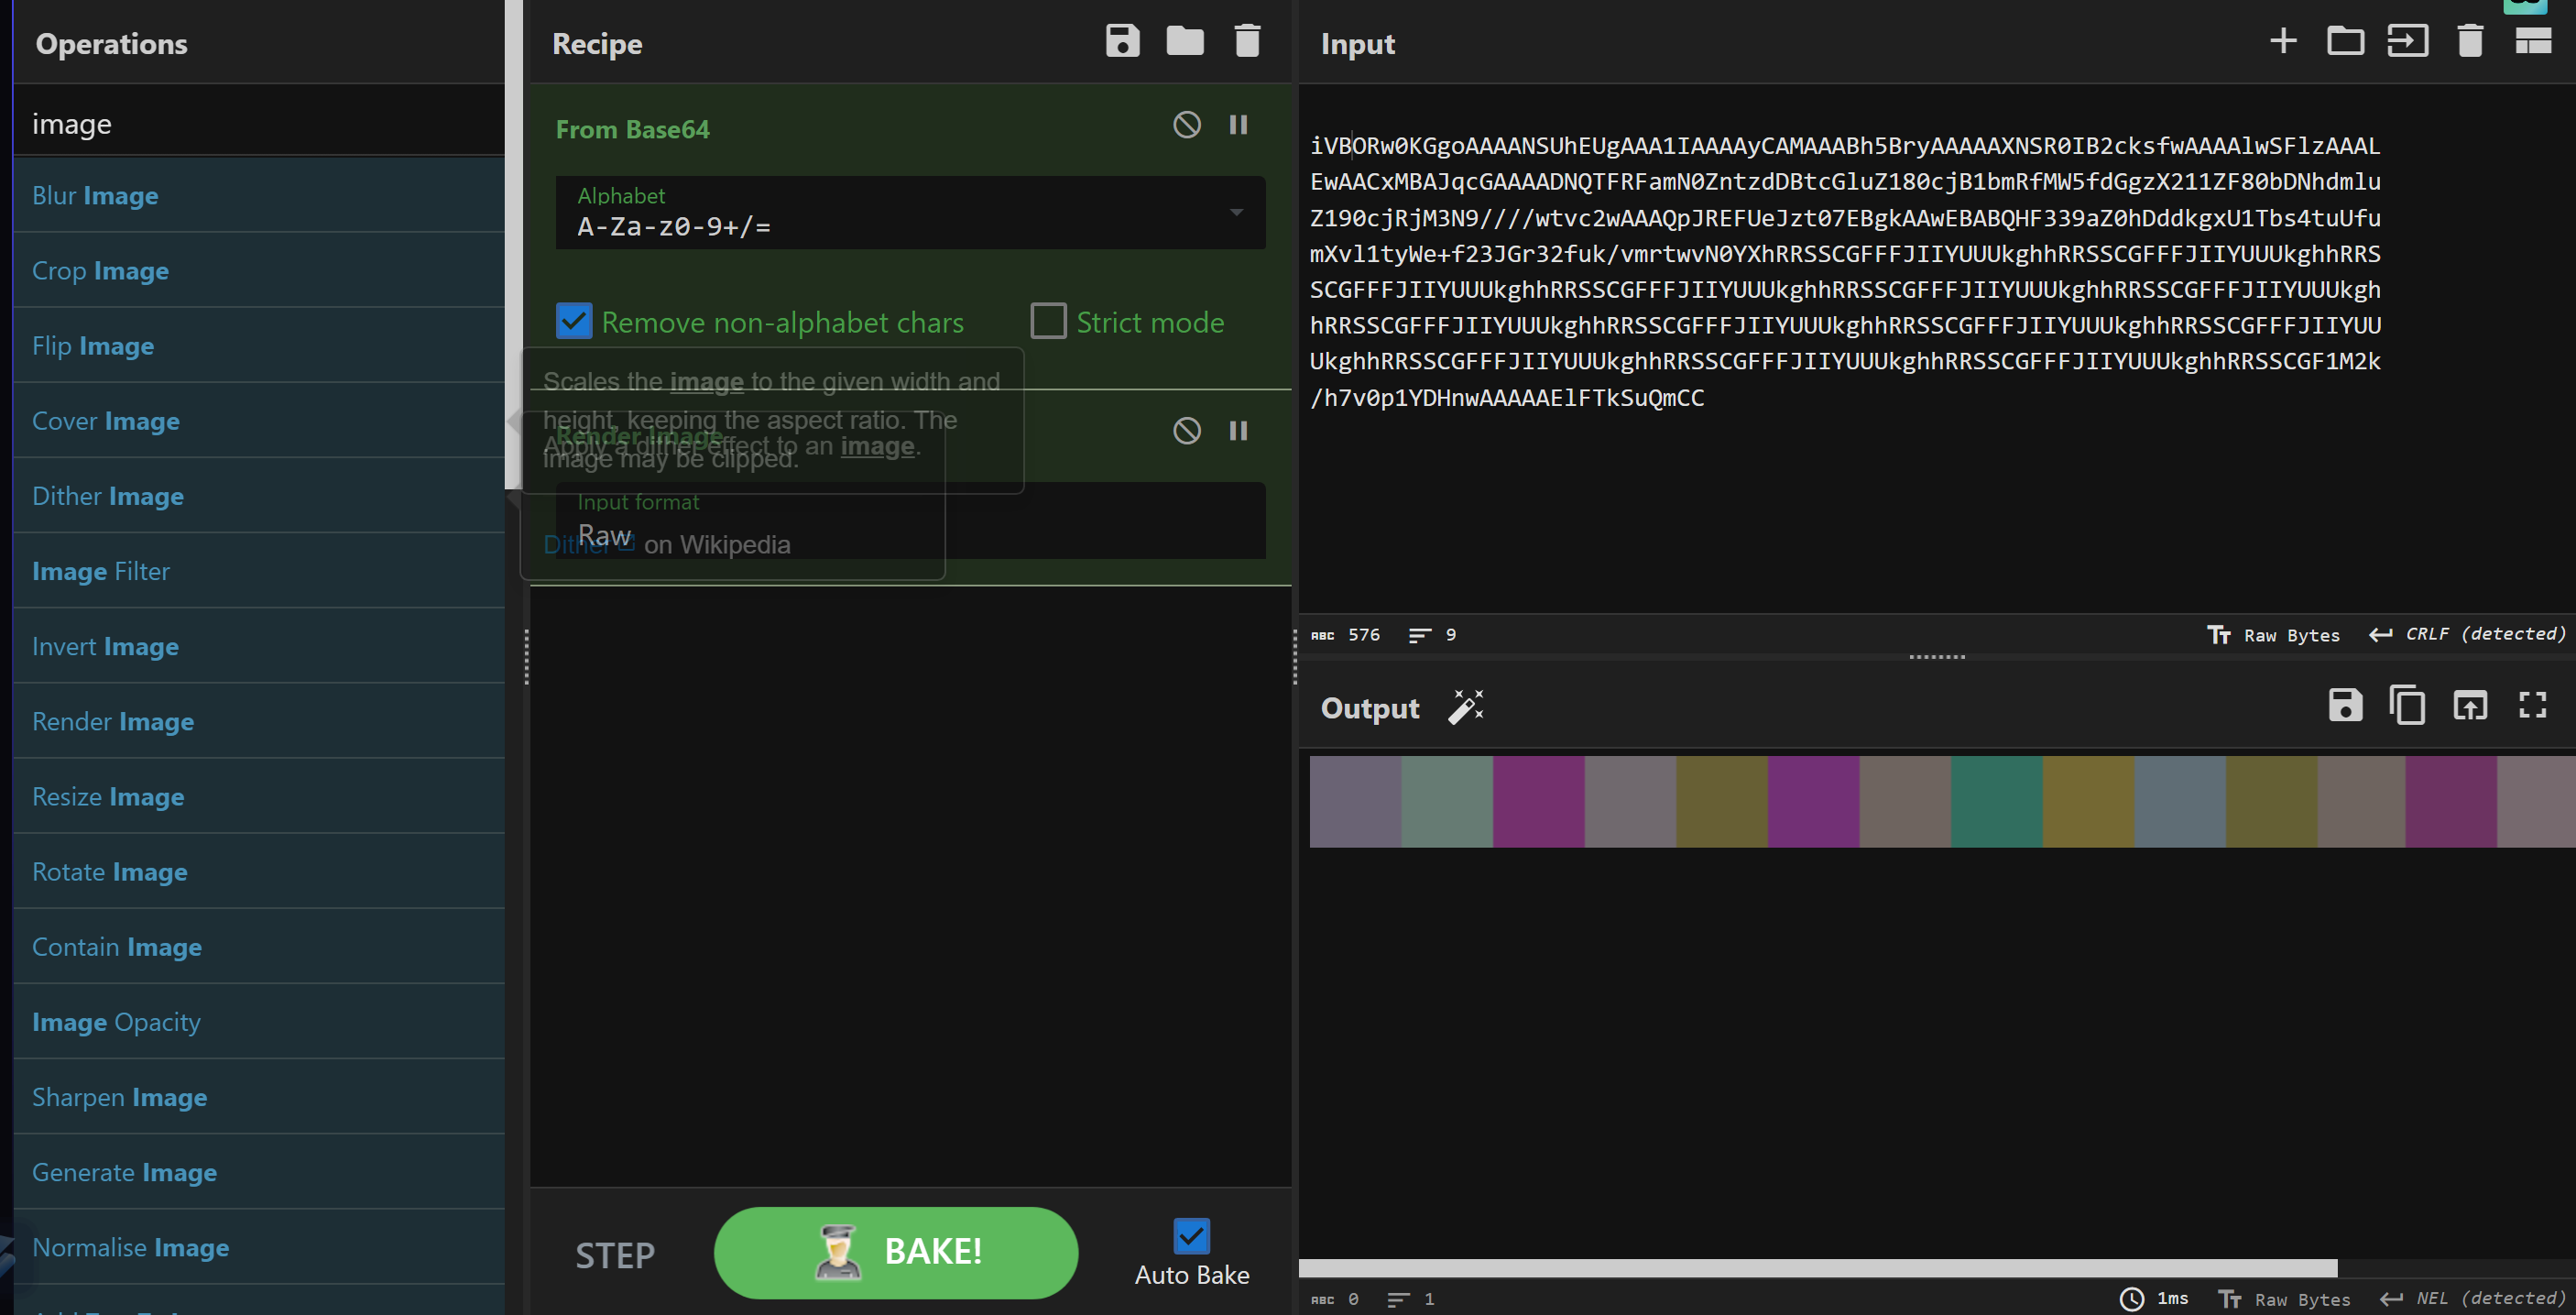 Operations
image
Blur Image
Crop Image
Flip Image
Cover Image
Dither Image
Image Filter
Invert Image
Render Image
Resize Image
Rotate Image
Contain Image
Image Opacity
Sharpen Image
Generate Image
Normalise Image
Recipe
From Base64
Alphabet
A-Za-z0-9+/=
Remove non-alphabet chars
Strict mode
Scales the image to the given width and
height, keeping the aspect ratio. The
image may be clipped.
Render Image
Apply a dither effect to an image.
Input format
Raw
Dither on Wikipedia
STEP
BAKE!
Auto Bake
Input
iVBORw0KGgoAAAANSUhEUgAAA1IAAAAyCAMAAABh5BryAAAAAXNSR0IB2cksfwAAAAlwSFlzAAAL
EwAACxMBAJqcGAAAADNQTFRFamN0ZntzdDBtcGluZ180cjB1bmRfMW5fdGgzX211ZF80bDNhdmlu
Z190cjRjM3N9////wtvc2wAAAQpJREFUeJzt07EBgkAAwEBABQHF339aZ0hDddkgxU1Tbs4tuUfu
mXvl1tyWe+f23JGr32fuk/vmrtwvN0YXhRRSSCGFFFJIIYUUUkghhRRSSCGFFFJIIYUUUkghhRRS
SCGFFFJIIYUUUkghhRRSSCGFFFJIIYUUUkghhRRSSCGFFFJIIYUUUkghhRRSSCGFFFJIIYUUUkgh
hRRSSCGFFFJIIYUUUkghhRRSSCGFFFJIIYUUUkghhRRSSCGFFFJIIYUUUkghhRRSSCGFFFJIIYUU
UkghhRRSSCGFFFJIIYUUUkghhRRSSCGFFFJIIYUUUkghhRRSSCGFFFJIIYUUUkghhRRSSCGF1M2k
/h7v0p1YDHnwAAAAAElFTkSuQmCC
ABC 576 9
Raw Bytes CRLF (detected)
Output
ABC 0 1
1ms Raw Bytes NEL (detected)